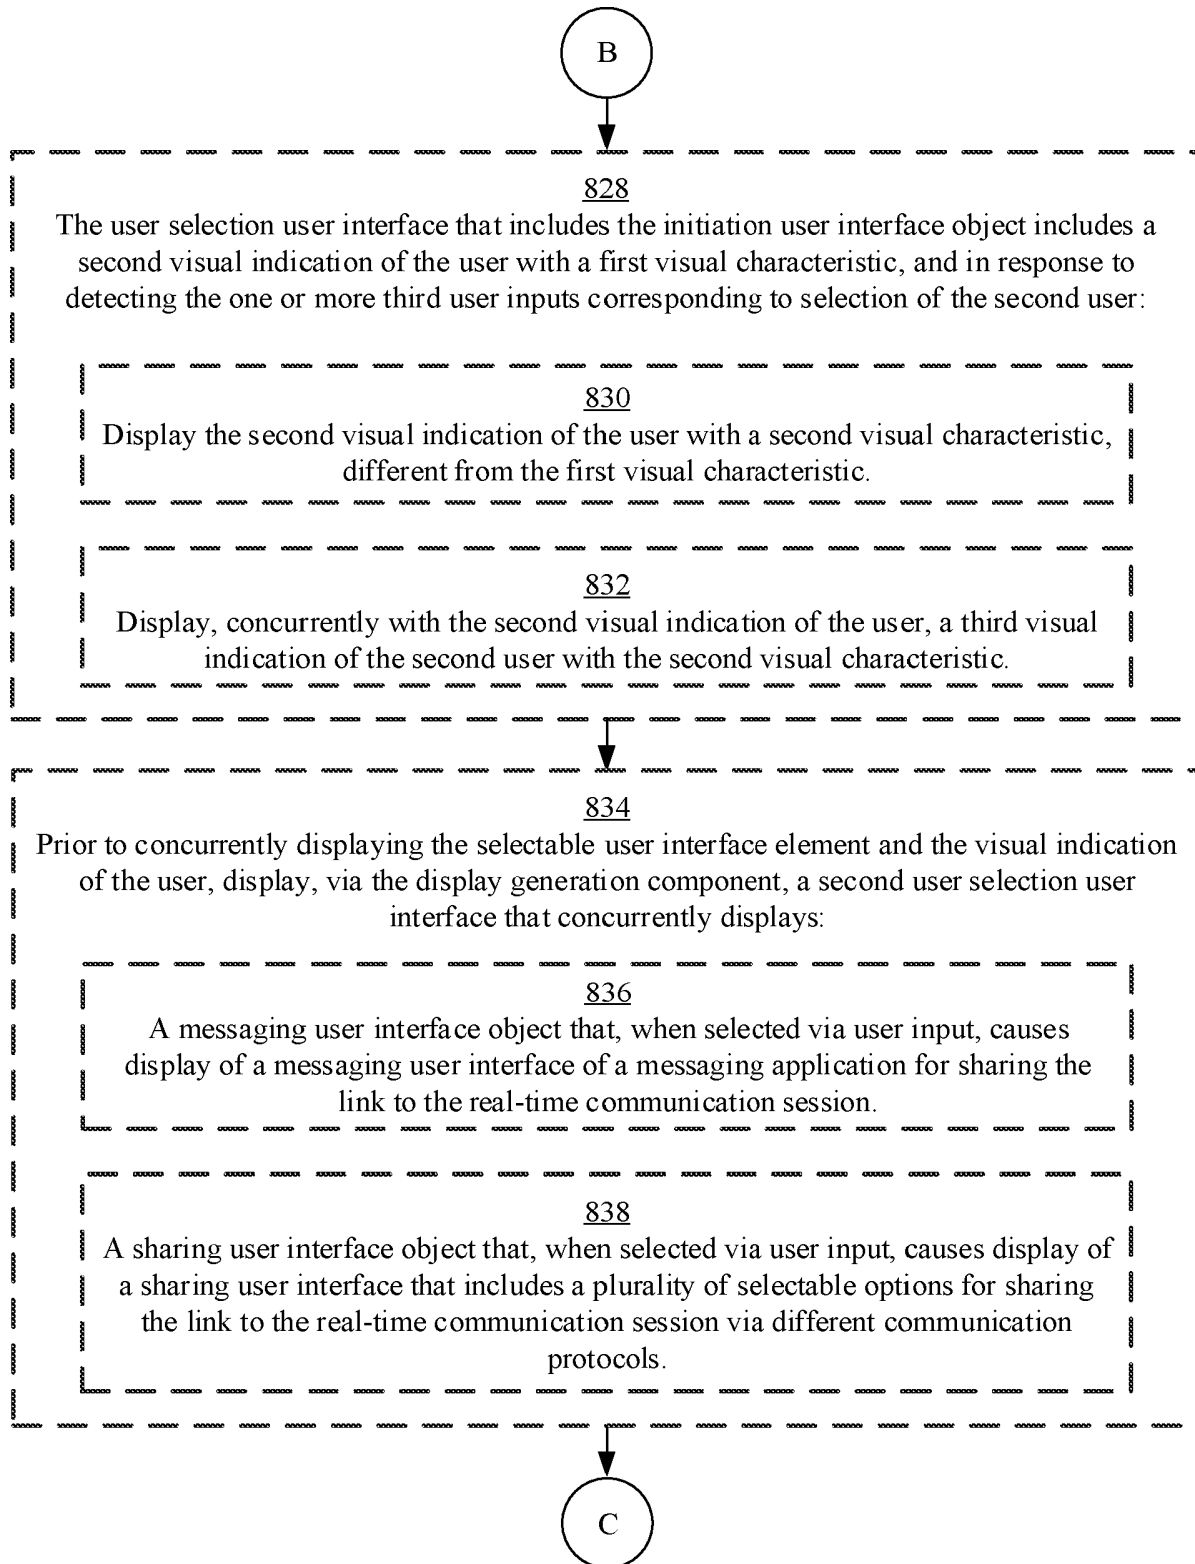 B
828
The user selection user interface that includes the initiation user interface object includes a
second visual indication of the user with a first visual characteristic, and in response to
detecting the one or more third user inputs corresponding to selection of the second user:
830
Display the second visual indication of the user with a second visual characteristic,
different from the first visual characteristic.
832
Display, concurrently with the second visual indication of the user, a third visual
indication of the second user with the second visual characteristic.
834
Prior to concurrently displaying the selectable user interface element and the visual indication
of the user, display, via the display generation component, a second user selection user
interface that concurrently displays:
836
A messaging user interface object that, when selected via user input, causes
display of a messaging user interface of a messaging application for sharing the
link to the real-time communication session.
838
A sharing user interface object that, when selected via user input, causes display of
a sharing user interface that includes a plurality of selectable options for sharing
the link to the real-time communication session via different communication
protocols.
C